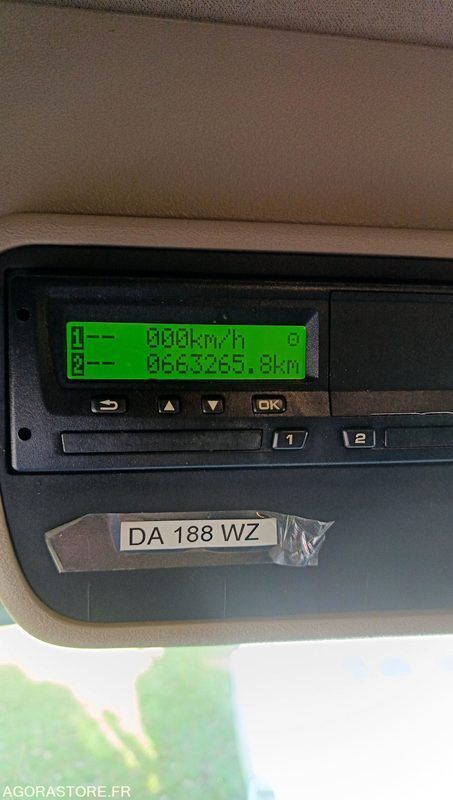 1-- 000km/h
2-- 0663265.8km
OK
1 2
DA 188 WZ
AGORASTORE.FR